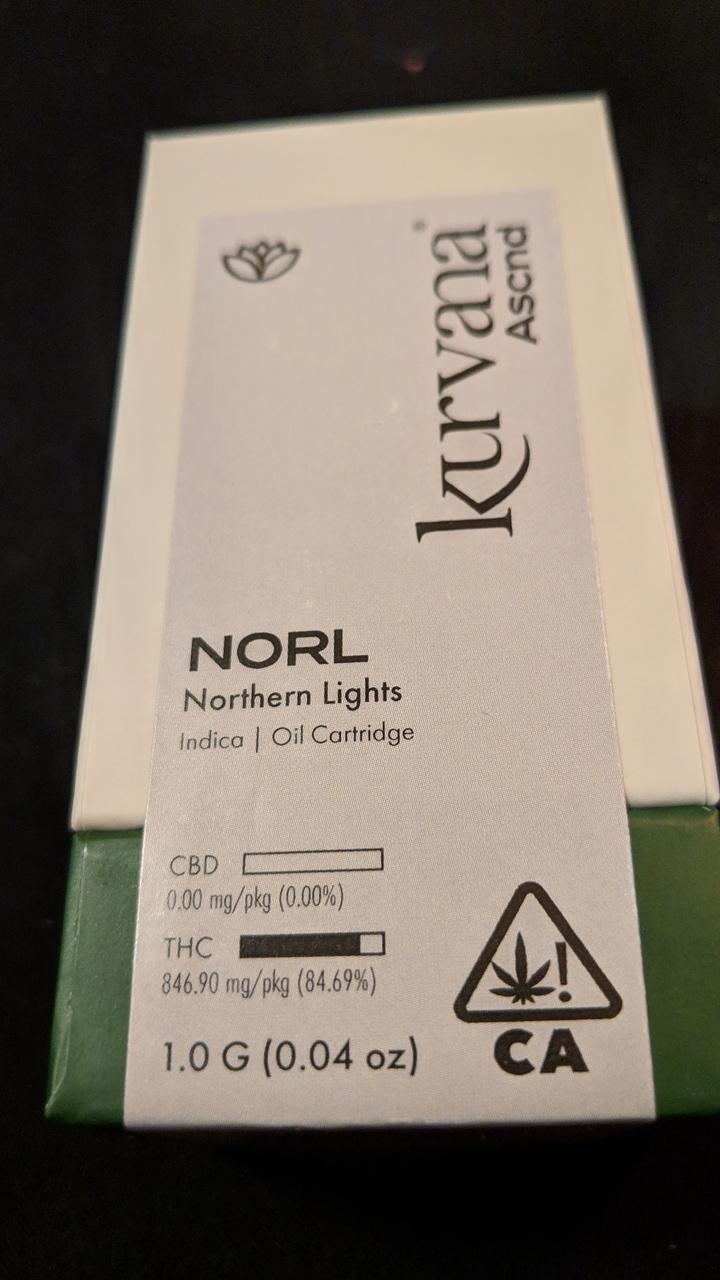 kurvana®
Ascnd
NORL
Northern Lights
Indica | Oil Cartridge
CBD
0.00 mg/pkg (0.00%)
THC
846.90 mg/pkg (84.69%)
1.0 G (0.04 oz)
!
CA